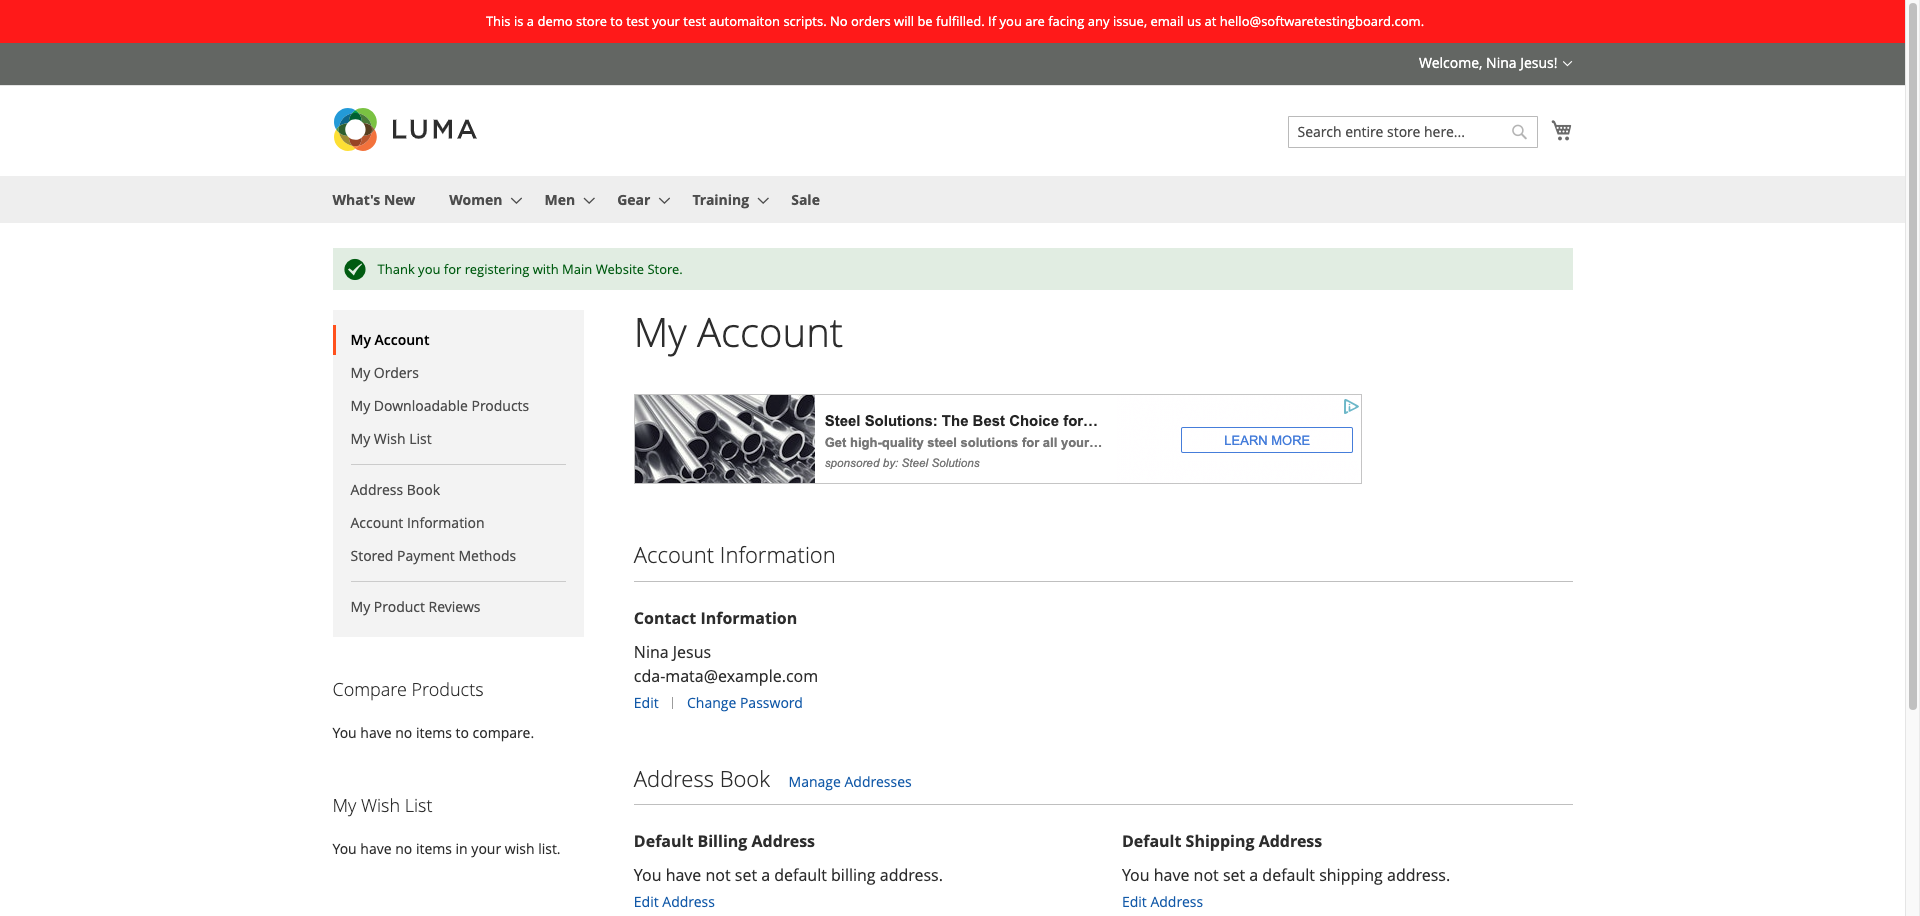 This is a demo store to test your test automaiton scripts. No orders will be fulfilled. If you are facing any issue, email us at hello@softwaretestingboard.com.
Welcome, Nina Jesus!
LUMA
Search entire store here...
What's New
Women
Men
Gear
Training
Sale
Thank you for registering with Main Website Store.
My Account
My Orders
My Downloadable Products
My Wish List
Address Book
Account Information
Stored Payment Methods
My Product Reviews
Compare Products
You have no items to compare.
My Wish List
You have no items in your wish list.
My Account
Steel Solutions: The Best Choice for...
Get high-quality steel solutions for all your...
sponsored by: Steel Solutions
LEARN MORE
Account Information
Contact Information
Nina Jesus
cda-mata@example.com
Edit | Change Password
Address Book Manage Addresses
Default Billing Address
You have not set a default billing address.
Edit Address
Default Shipping Address
You have not set a default shipping address.
Edit Address